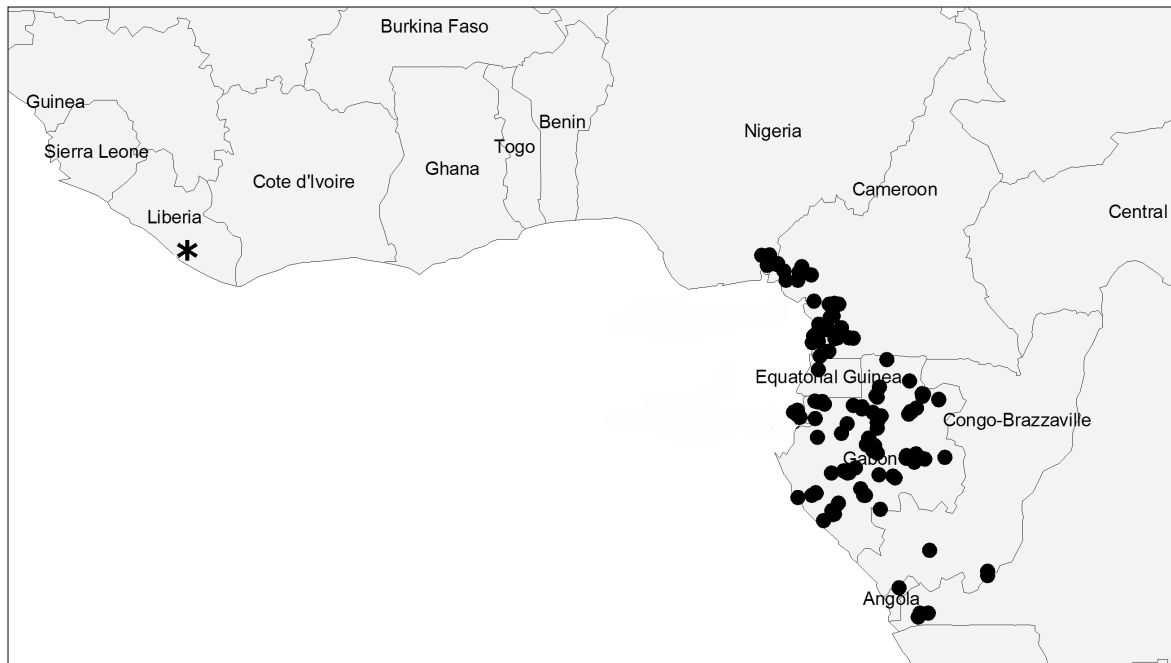 Burkina Faso
Guinea
Benin
Nigeria
Togo
Sierra Leone
Ghana
Cote d'Ivoire
Cameroon
Central
Liberia
Equatorial Guinea
Congo-Brazzaville
Gabon
Angola